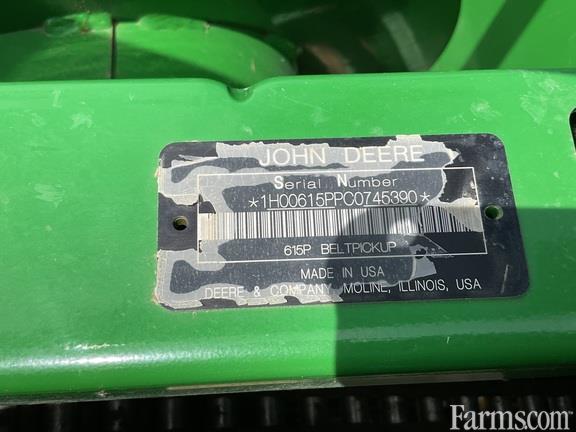 JOHN DEERE
Serial Number
*1H00615PPC0745390*
615P BELTPICKUP
MADE IN USA
DEERE & COMPANY MOLINE, ILLINOIS, USA
Farms.com